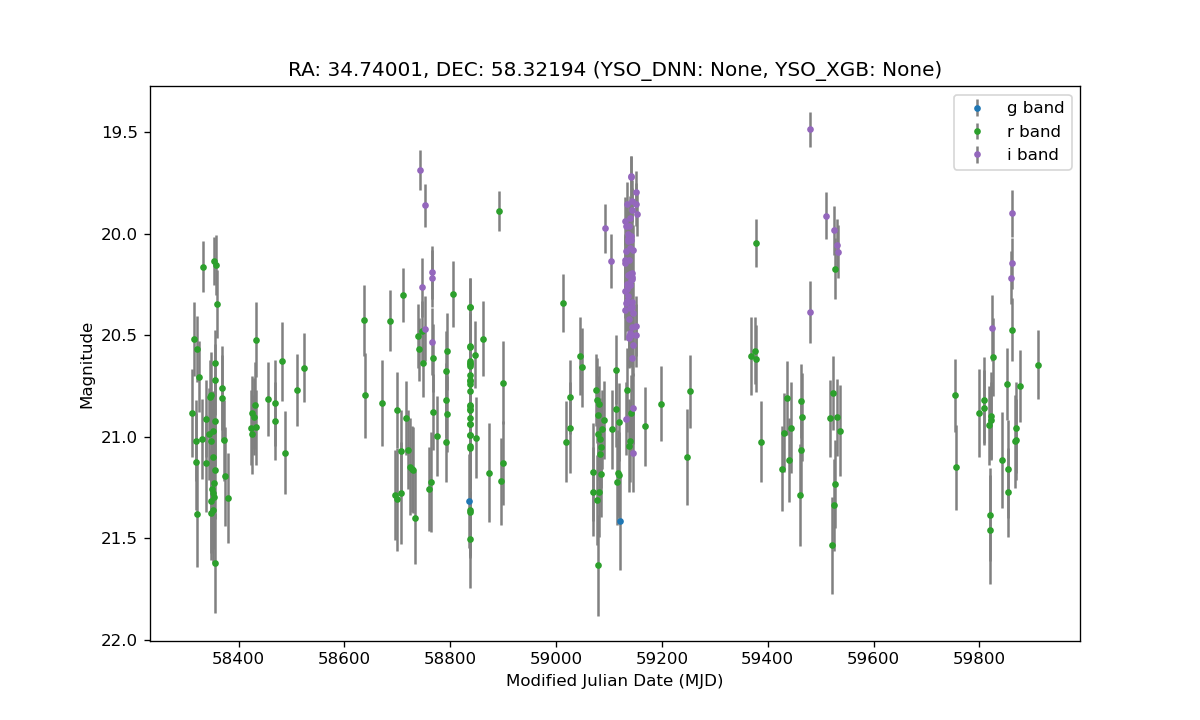 RA: 34.74001, DEC: 58.32194 (YSO_DNN: None, YSO_XGB: None)
g band
r band
i band
19.5
20.0
20.5
21.0
21.5
22.0
Magnitude
58400 58600 58800 59000 59200 59400 59600 59800
Modified Julian Date (MJD)